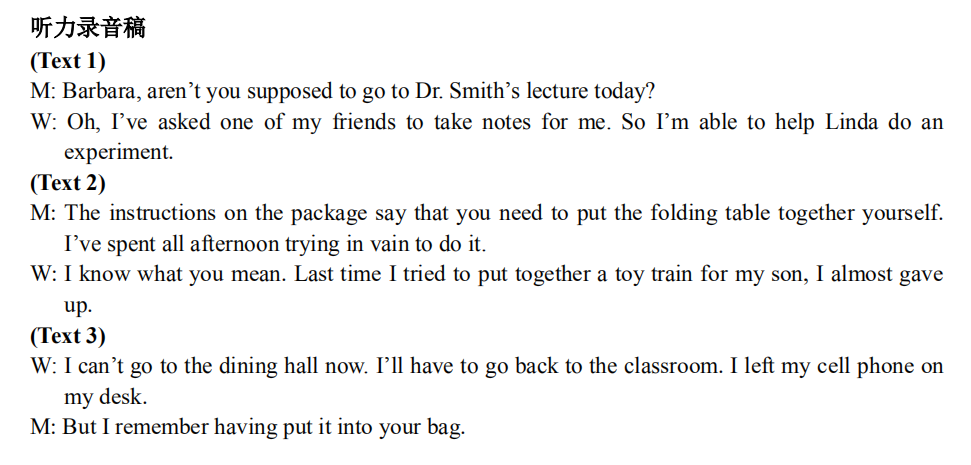 听力录音稿
(Text 1)
M: Barbara, aren’t you supposed to go to Dr. Smith’s lecture today?
W: Oh, I’ve asked one of my friends to take notes for me. So I’m able to help Linda do an
experiment.
(Text 2)
M: The instructions on the package say that you need to put the folding table together yourself.
I’ve spent all afternoon trying in vain to do it.
W: I know what you mean. Last time I tried to put together a toy train for my son, I almost gave
up.
(Text 3)
W: I can’t go to the dining hall now. I’ll have to go back to the classroom. I left my cell phone on
my desk.
M: But I remember having put it into your bag.